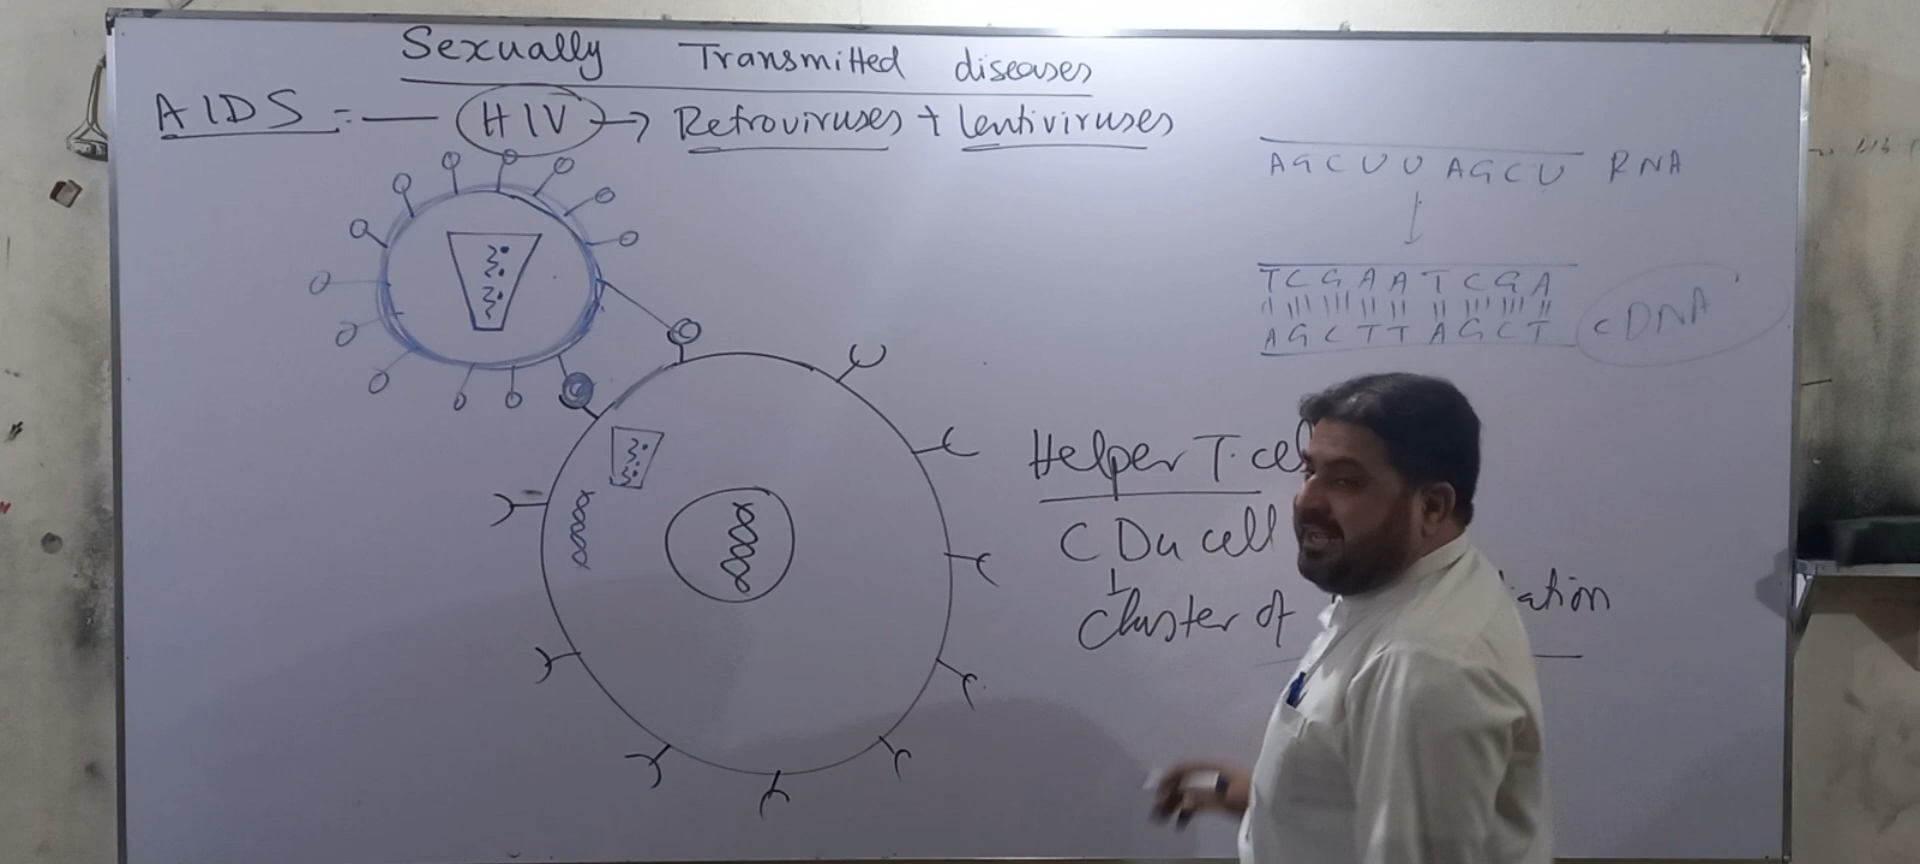 Sexually Transmitted diseases
AIDS :— HIV → Retroviruses + lentiviruses
AGCUU AGCU RNA
↓
TCGAATCGA
AGCTTAGCT cDNA
Helper T. cel
CD4 cell
Cluster of ation